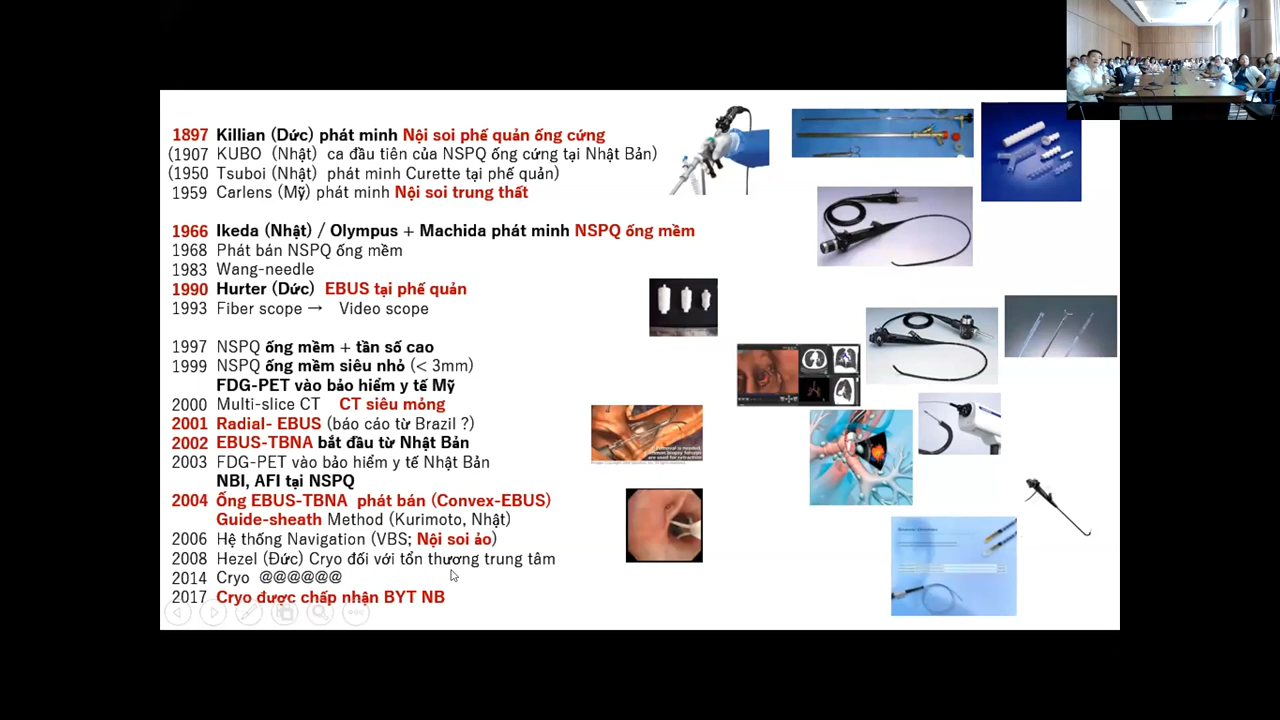 1897 Killian (Dức) phát minh Nội soi phế quản ống cứng
(1907 KUBO (Nhật) ca đầu tiên của NSPQ ống cứng tại Nhật Bản)
(1950 Tsuboi (Nhật) phát minh Curette tại phế quản)
1959 Carlens (Mỹ) phát minh Nội soi trung thất
1966 Ikeda (Nhật) / Olympus + Machida phát minh NSPQ ống mềm
1968 Phát bán NSPQ ống mềm
1983 Wang-needle
1990 Hurter (Dức) EBUS tại phế quản
1993 Fiber scope → Video scope
1997 NSPQ ống mềm + tần số cao
1999 NSPQ ống mềm siêu nhỏ (< 3mm)
FDG-PET vào bảo hiểm y tế Mỹ
2000 Multi-slice CT CT siêu mỏng
2001 Radial- EBUS (báo cáo từ Brazil ?)
2002 EBUS-TBNA bắt đầu từ Nhật Bản
2003 FDG-PET vào bảo hiểm y tế Nhật Bản
NBI, AFI tại NSPQ
2004 Ống EBUS-TBNA phát bán (Convex-EBUS)
Guide-sheath Method (Kurimoto, Nhật)
2006 Hệ thống Navigation (VBS; Nội soi ảo)
2008 Hezel (Đức) Cryo đối với tổn thương trung tâm
2014 Cryo @@@@@@
2017 Cryo được chấp nhận BYT NB